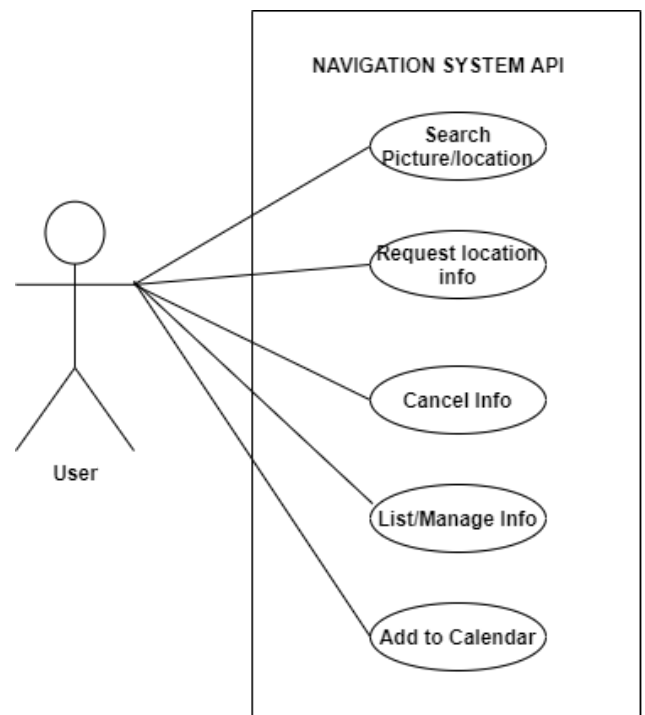 NAVIGATION SYSTEM API
Search
Picture/location
Request location
info
Cancel Info
List/Manage Info
Add to Calendar
User